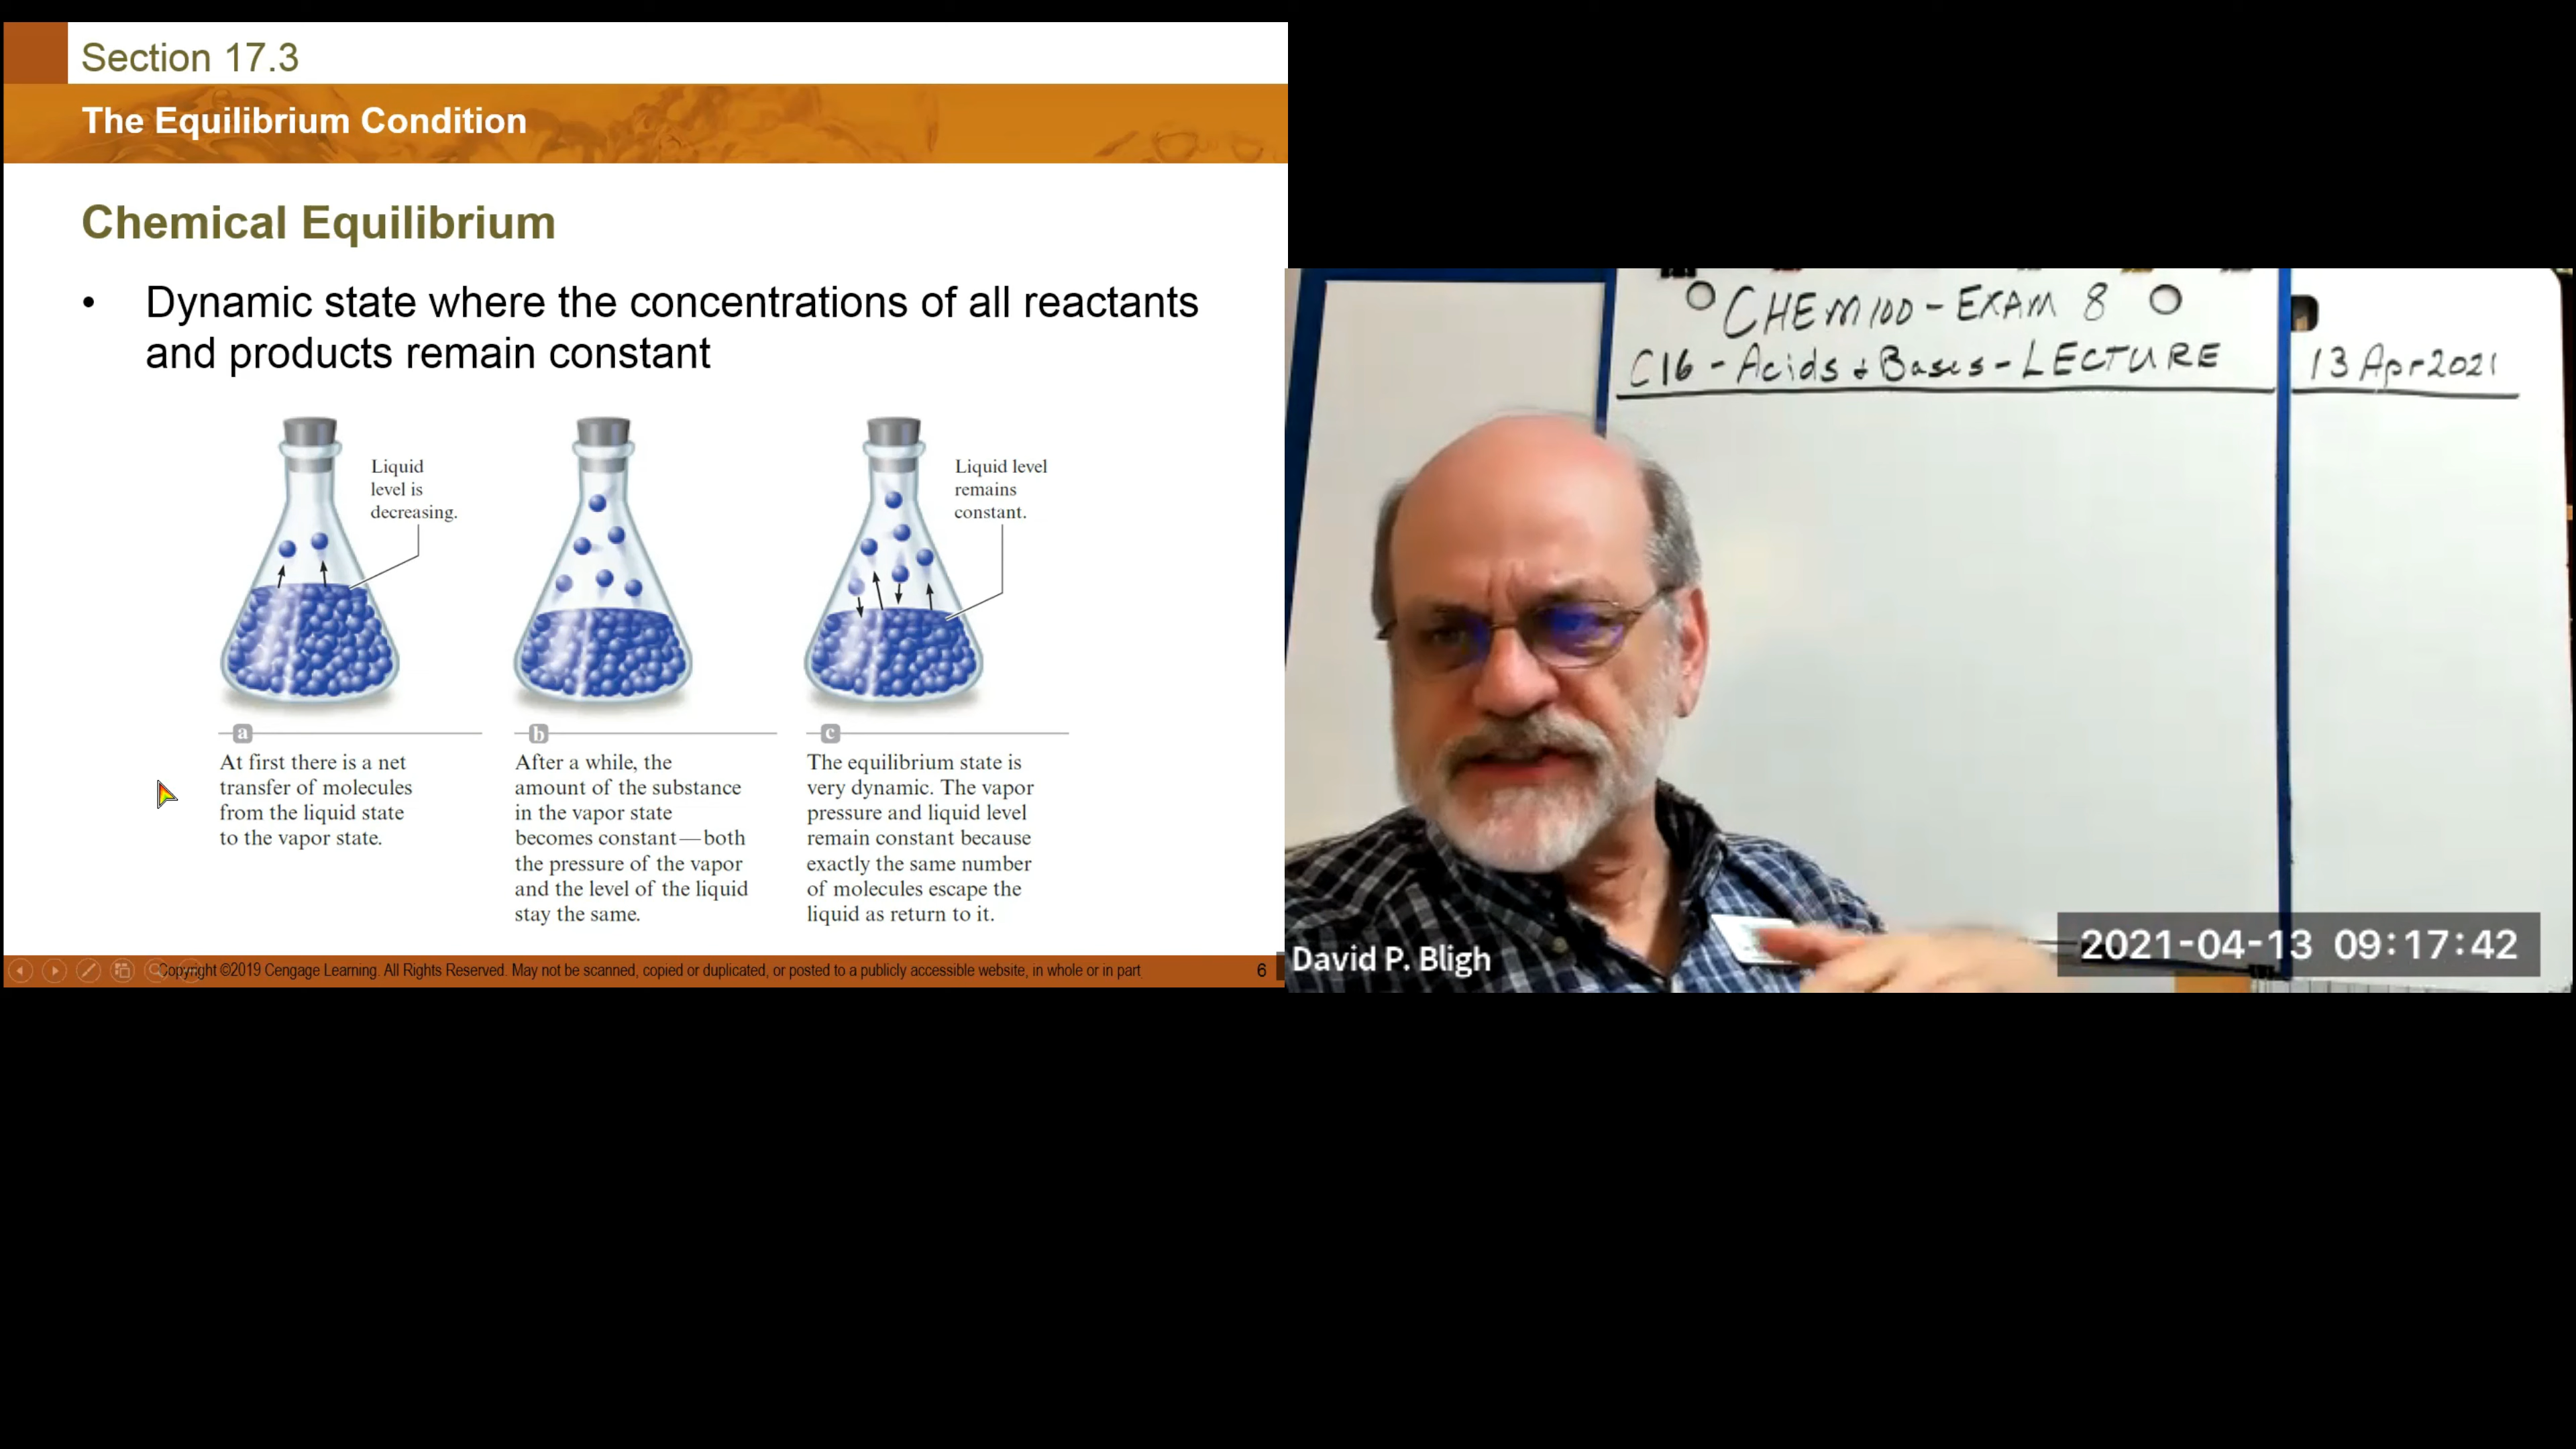 Section 17.3
The Equilibrium Condition
Chemical Equilibrium
• Dynamic state where the concentrations of all reactants
and products remain constant
Liquid
level is
decreasing.
Liquid level
remains
constant.
a
At first there is a net
transfer of molecules
from the liquid state
to the vapor state.
b
After a while, the
amount of the substance
in the vapor state
becomes constant—both
the pressure of the vapor
and the level of the liquid
stay the same.
c
The equilibrium state is
very dynamic. The vapor
pressure and liquid level
remain constant because
exactly the same number
of molecules escape the
liquid as return to it.
Copyright ©2019 Cengage Learning. All Rights Reserved. May not be scanned, copied or duplicated, or posted to a publicly accessible website, in whole or in part
6
CHEM 100 - EXAM 8
C16 - Acids + Bases - LECTURE
13 Apr 2021
David P. Bligh
2021-04-13 09:17:42